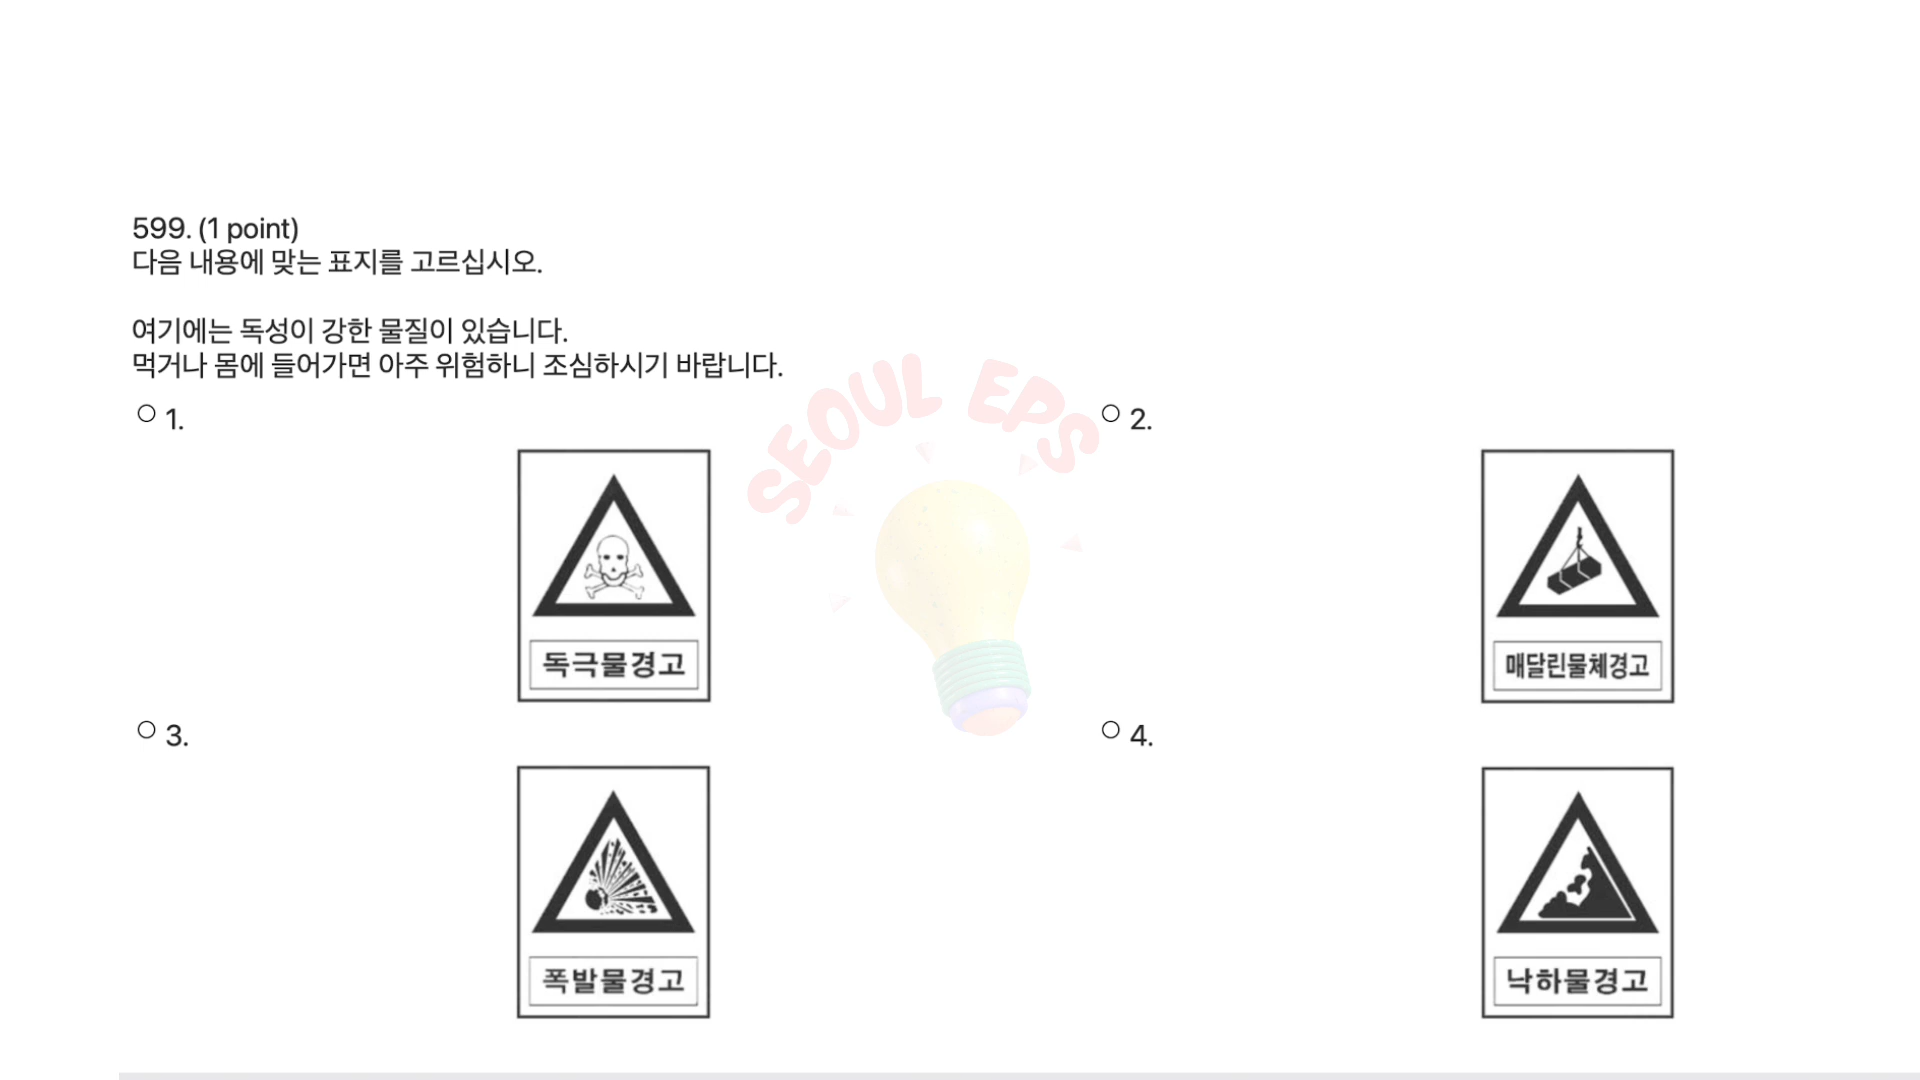 599. (1 point)
다음 내용에 맞는 표지를 고르십시오.
여기에는 독성이 강한 물질이 있습니다.
먹거나 몸에 들어가면 아주 위험하니 조심하시기 바랍니다.
SEOUL EPS
1.
독극물경고
2.
매달린물체경고
3.
폭발물경고
4.
낙하물경고